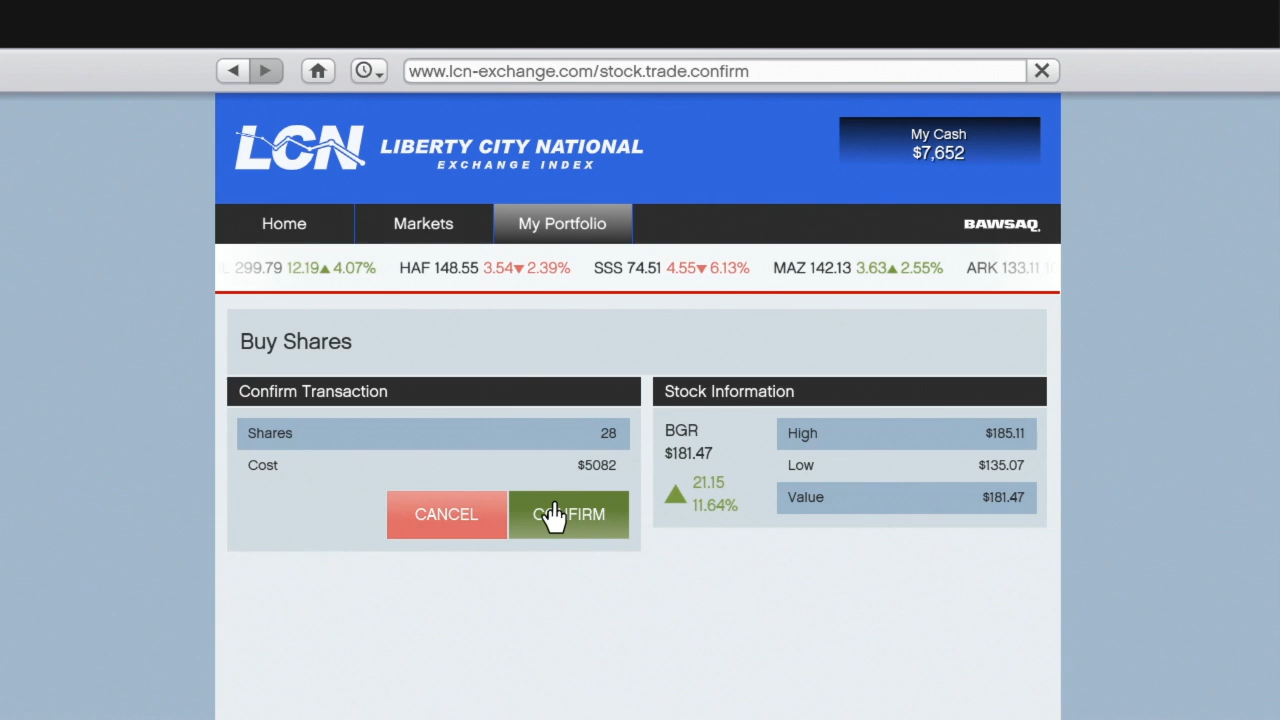 www.lcn-exchange.com/stock.trade.confirm
LCN LIBERTY CITY NATIONAL
EXCHANGE INDEX
My Cash
$7,652
Home Markets My Portfolio BAWSAQ
299.79 12.19▲4.07% HAF 148.55 3.54▼2.39% SSS 74.51 4.55▼6.13% MAZ 142.13 3.63▲2.55% ARK 133.11
Buy Shares
Confirm Transaction
Shares 28
Cost $5082
CANCEL CONFIRM
Stock Information
BGR
$181.47
21.15
11.64%
High $185.11
Low $135.07
Value $181.47